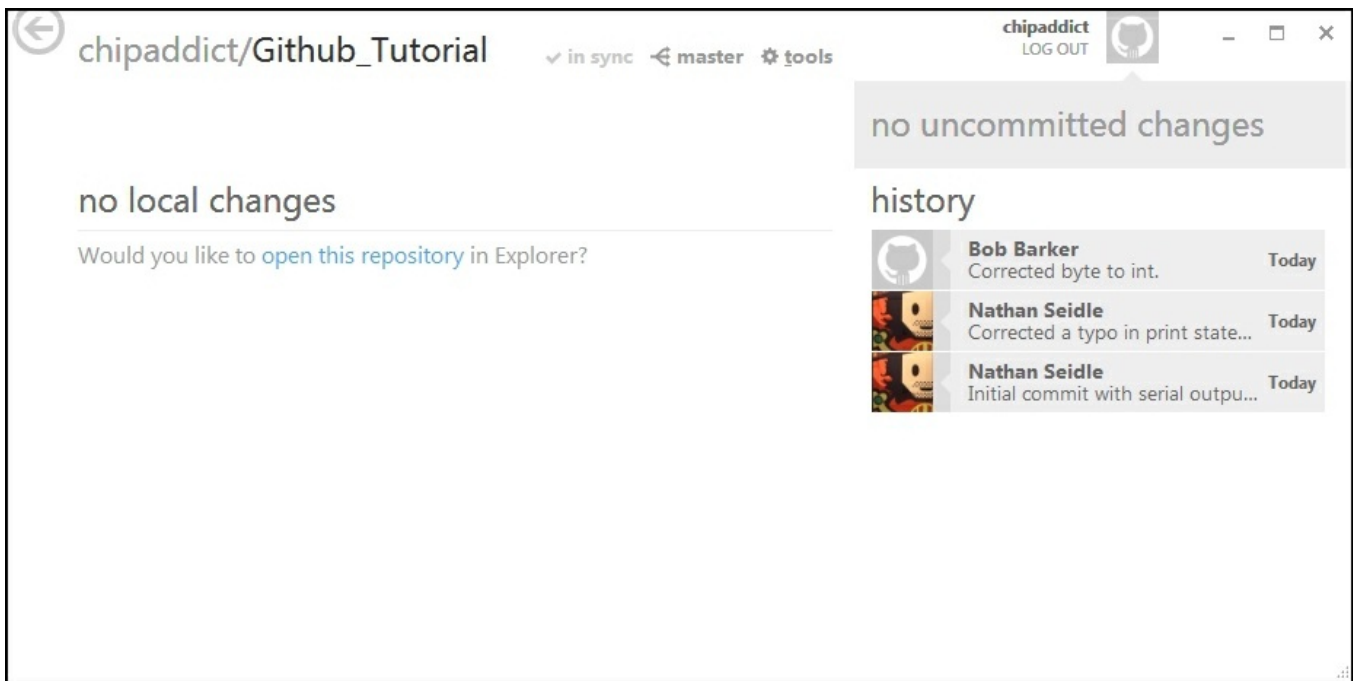 chipaddict/Github_Tutorial
in sync master tools
chipaddict
LOG OUT
no uncommitted changes
no local changes
Would you like to open this repository in Explorer?
history
Bob Barker
Corrected byte to int.
Today
Nathan Seidle
Corrected a typo in print state...
Today
Nathan Seidle
Initial commit with serial outpu...
Today